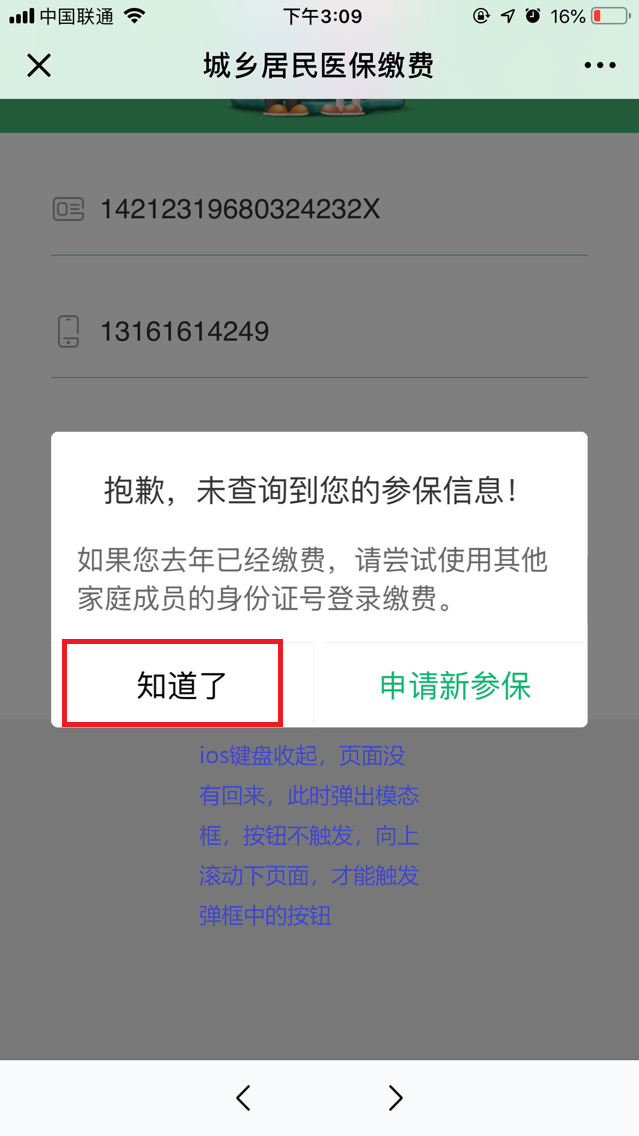 中国联通 下午3:09 16%
城乡居民医保缴费
14212319680324232X
13161614249
抱歉，未查询到您的参保信息！
如果您去年已经缴费，请尝试使用其他
家庭成员的身份证号登录缴费。
知道了 申请新参保
ios键盘收起，页面没
有回来，此时弹出模态
框，按钮不触发，向上
滚动下页面，才能触发
弹框中的按钮